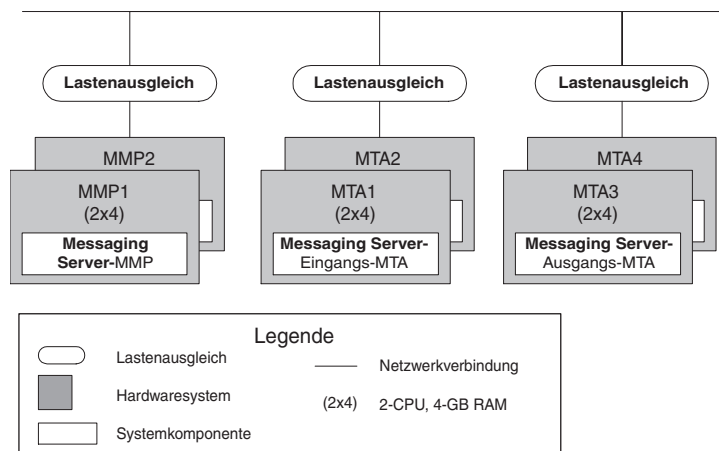 Lastenausgleich
Lastenausgleich
Lastenausgleich
MMP2
MMP1
(2x4)
Messaging
Server-MMP
MTA2
MTA1
(2x4)
Messaging Server-
Eingangs-MTA
MTA4
MTA3
(2x4)
Messaging Server-
Ausgangs-MTA
Legende
Lastenausgleich
Hardwaresystem
Systemkomponente
Netzwerkverbindung
(2x4) 2-CPU, 4-GB RAM